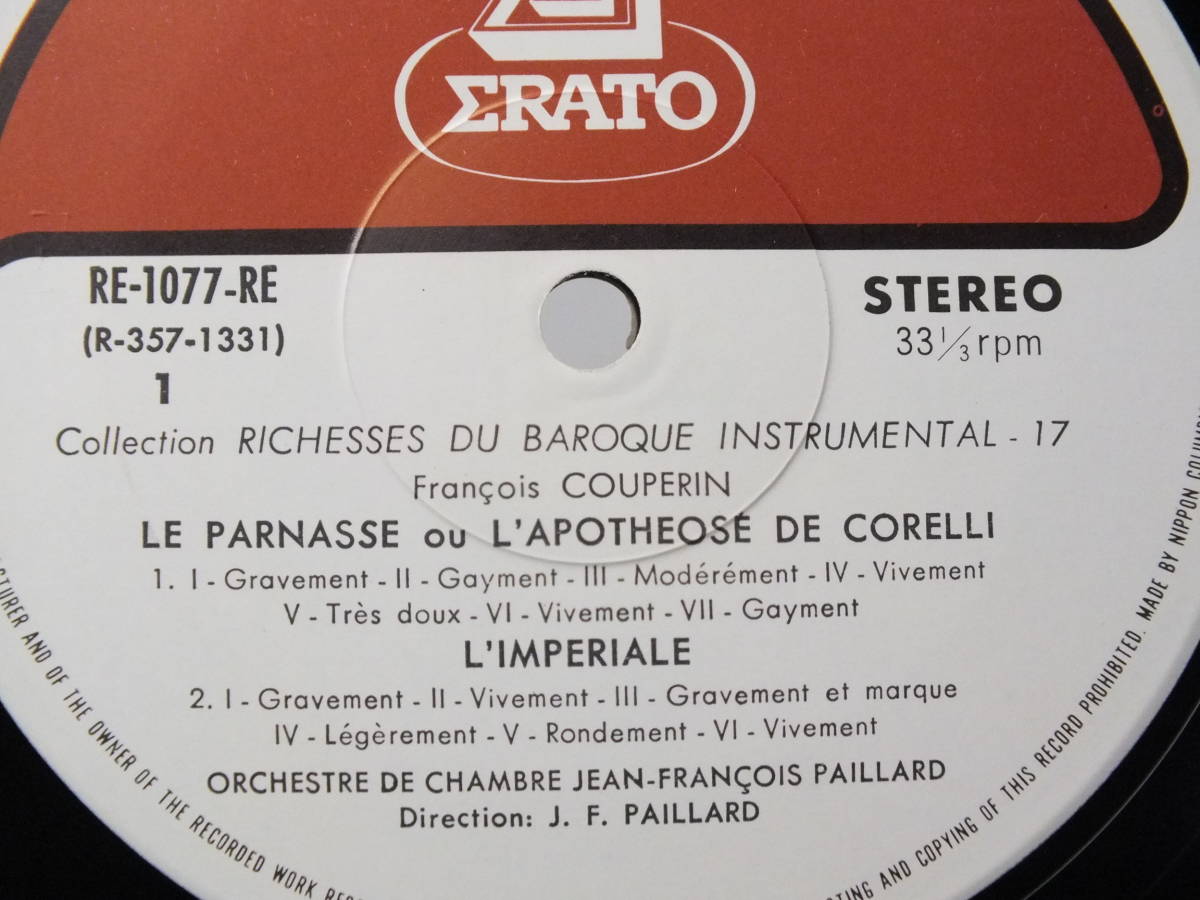 ΣRATO
RE-1077-RE
(R-357-1331)
1
STEREO
33 1/3 rpm
Collection RICHESSES DU BAROQUE INSTRUMENTAL - 17
François COUPERIN
LE PARNASSE ou L'APOTHEOSE DE CORELLI
1. I - Gravement - II - Gayment - III - Modérément - IV - Vivement
V - Très doux - VI - Vivement - VII - Gayment
L'IMPERIALE
2. I - Gravement - II - Vivement - III - Gravement et marque
IV - Légèrement - V - Rondement - VI - Vivement
ORCHESTRE DE CHAMBRE JEAN-FRANÇOIS PAILLARD
Direction: J. F. PAILLARD
AND OF THE OWNER OF THE RECORDED WORK
AND COPYING OF THIS RECORD PROHIBITED. MADE BY NIPPON